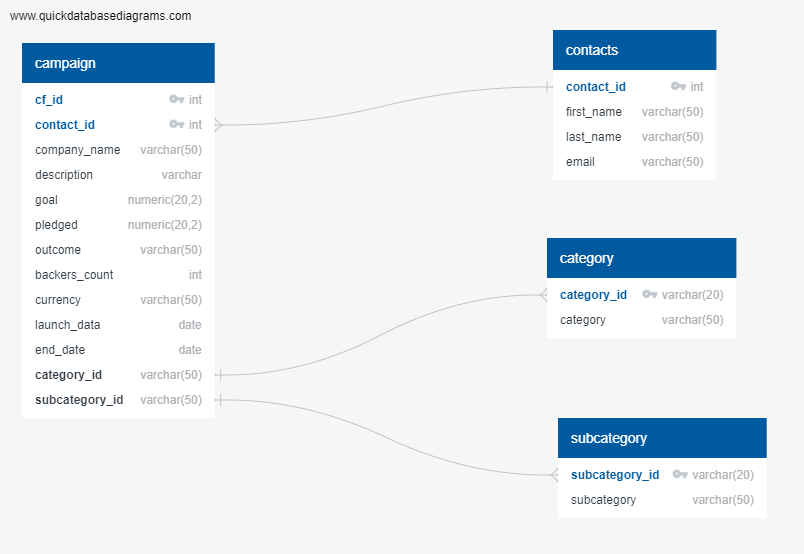 www.quickdatabasediagrams.com
campaign
cf_id int
contact_id int
company_name varchar(50)
description varchar
goal numeric(20,2)
pledged numeric(20,2)
outcome varchar(50)
backers_count int
currency varchar(50)
launch_data date
end_date date
category_id varchar(50)
subcategory_id varchar(50)
contacts
contact_id int
first_name varchar(50)
last_name varchar(50)
email varchar(50)
category
category_id varchar(20)
category varchar(50)
subcategory
subcategory_id varchar(20)
subcategory varchar(50)